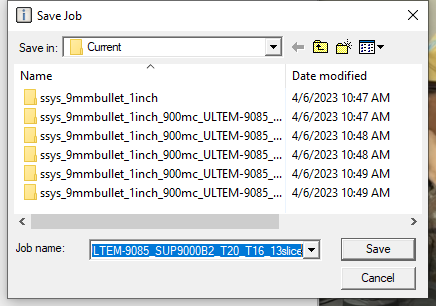 Save Job
Save in: Current
Name Date modified
ssys_9mmbullet_1inch 4/6/2023 10:47 AM
ssys_9mmbullet_1inch_900mc_ULTEM-9085_... 4/6/2023 10:47 AM
ssys_9mmbullet_1inch_900mc_ULTEM-9085_... 4/6/2023 10:48 AM
ssys_9mmbullet_1inch_900mc_ULTEM-9085_... 4/6/2023 10:48 AM
ssys_9mmbullet_1inch_900mc_ULTEM-9085_... 4/6/2023 10:49 AM
ssys_9mmbullet_1inch_900mc_ULTEM-9085_... 4/6/2023 10:49 AM
Job name: LTEM-9085_SUP9000B2_T20_T16_13slice Save
Cancel